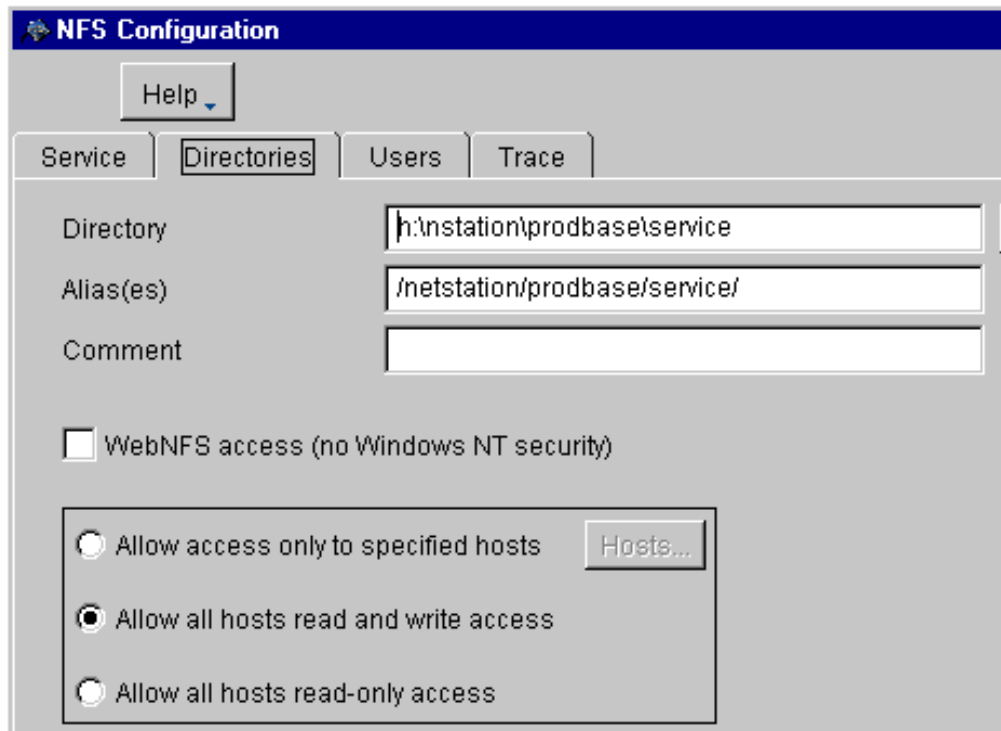 NFS Configuration
Help
Service Directories Users Trace
Directory h:\nstation\prodbase\service
Alias(es) /netstation/prodbase/service/
Comment
WebNFS access (no Windows NT security)
Allow access only to specified hosts Hosts...
Allow all hosts read and write access
Allow all hosts read-only access